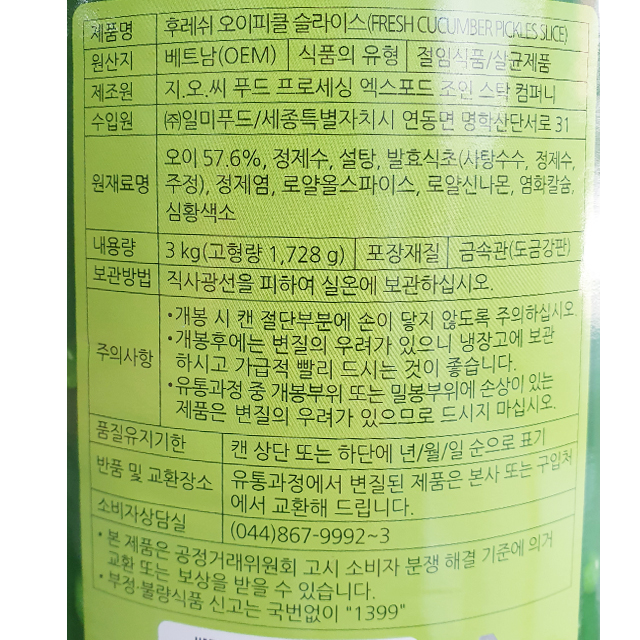 제품명 후레쉬 오이피클 슬라이스(FRESH CUCUMBER PICKLES SLICE)
원산지 베트남(OEM) 식품의 유형 절임식품/살균제품
제조원 지.오.씨 푸드 프로세싱 엑스포드 조인 스탁 컴퍼니
수입원 ㈜일미푸드/세종특별자치시 연동면 명학산단서로 31
원재료명 오이 57.6%, 정제수, 설탕, 발효식초(사탕수수, 정제수,
주정), 정제염, 로얄올스파이스, 로얄신나몬, 염화칼슘,
심황색소
내용량 3 kg(고형량 1,728 g) 포장재질 금속관(도금강판)
보관방법 직사광선을 피하여 실온에 보관하십시오.
주의사항 •개봉 시 캔 절단부분에 손이 닿지 않도록 주의하십시오.
•개봉후에는 변질의 우려가 있으니 냉장고에 보관
하시고 가급적 빨리 드시는 것이 좋습니다.
•유통과정 중 개봉부위 또는 밀봉부위에 손상이 있는
제품은 변질의 우려가 있으므로 드시지 마십시오.
품질유지기한 캔 상단 또는 하단에 년/월/일 순으로 표기
반품 및 교환장소 유통과정에서 변질된 제품은 본사 또는 구입처
에서 교환해 드립니다.
소비자상담실 (044)867-9992~3
•본 제품은 공정거래위원회 고시 소비자 분쟁 해결 기준에 의거
교환 또는 보상을 받을 수 있습니다.
•부정·불량식품 신고는 국번없이 "1399"